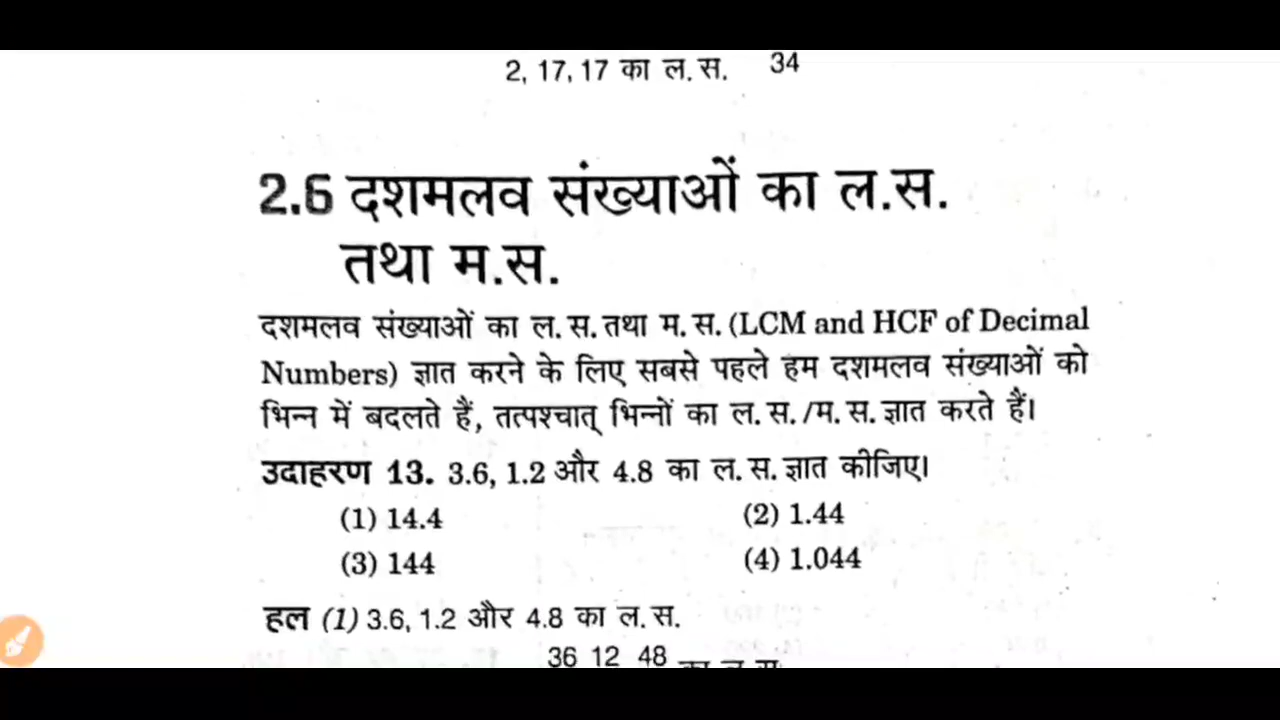 2, 17, 17 का ल. स. 34
2.6 दशमलव संख्याओं का ल.स.
तथा म.स.
दशमलव संख्याओं का ल. स. तथा म. स. (LCM and HCF of Decimal
Numbers) ज्ञात करने के लिए सबसे पहले हम दशमलव संख्याओं को
भिन्न में बदलते हैं, तत्पश्चात् भिन्नों का ल. स. /म. स. ज्ञात करते हैं।
उदाहरण 13. 3.6, 1.2 और 4.8 का ल. स. ज्ञात कीजिए।
(1) 14.4 (2) 1.44
(3) 144 (4) 1.044
हल (1) 3.6, 1.2 और 4.8 का ल. स.
36 12 48 का ल स